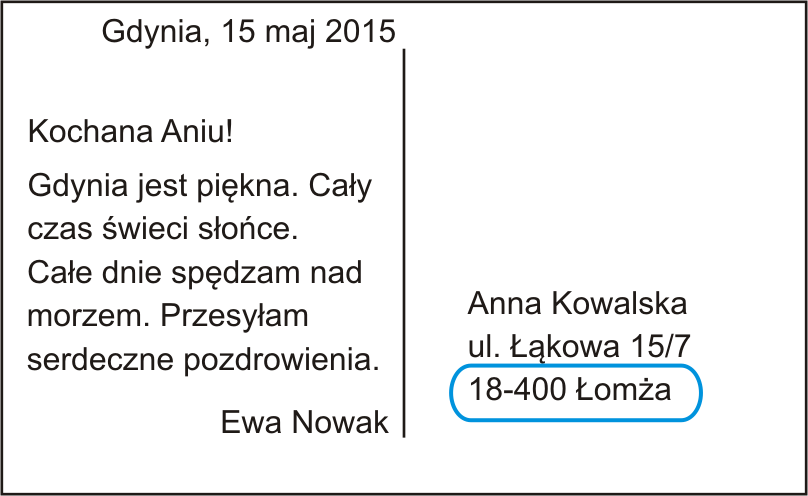 Gdynia, 15 maj 2015
Kochana Aniu!
Gdynia jest piękna. Cały
czas świeci słońce.
Całe dnie spędzam nad
morzem. Przesyłam
serdeczne pozdrowienia.
Ewa Nowak
Anna Kowalska
ul. Łąkowa 15/7
18-400 Łomża